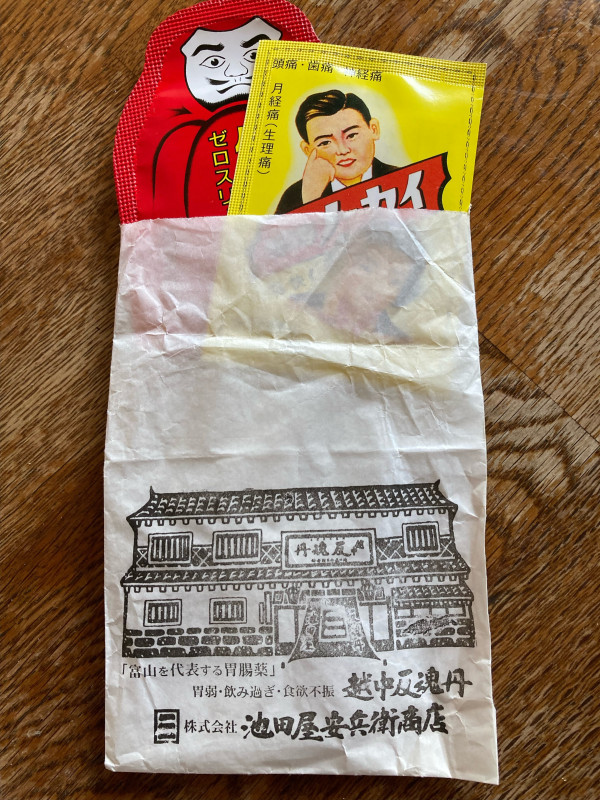 ゼロスリ
頭痛・歯痛・神経痛
月経痛(生理痛)
丹魂反
「富山を代表する胃腸薬」
胃弱・飲み過ぎ・食欲不振
越中反魂丹
株式会社 池田屋安兵衛商店